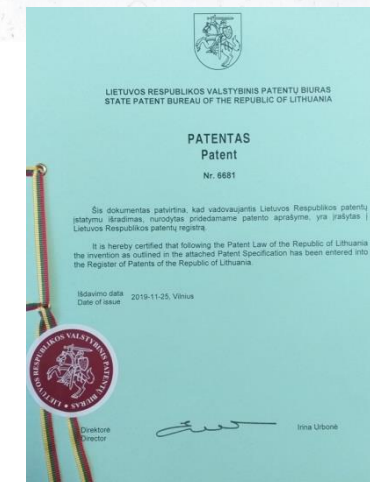 LIETUVOS RESPUBLIKOS VALSTYBINIS PATENTŲ BIURAS
STATE PATENT BUREAU OF THE REPUBLIC OF LITHUANIA
PATENTAS
Patent
Nr. 6681
Šis dokumentas patvirtina, kad vadovaujantis Lietuvos Respublikos patentų
įstatymu išradimas, nurodytas pridedamame patento aprašyme, yra įrašytas į
Lietuvos Respublikos patentų registrą.
It is hereby certified that following the Patent Law of the Republic of Lithuania
the invention as outlined in the attached Patent Specification has been entered into
the Register of Patents of the Republic of Lithuania.
Išdavimo data
Date of issue
2019-11-25, Vilnius
LIETUVOS RESPUBLIKOS VALSTYBINIS PATENTŲ BIURAS
Direktorė
Director
Irina Urbonė